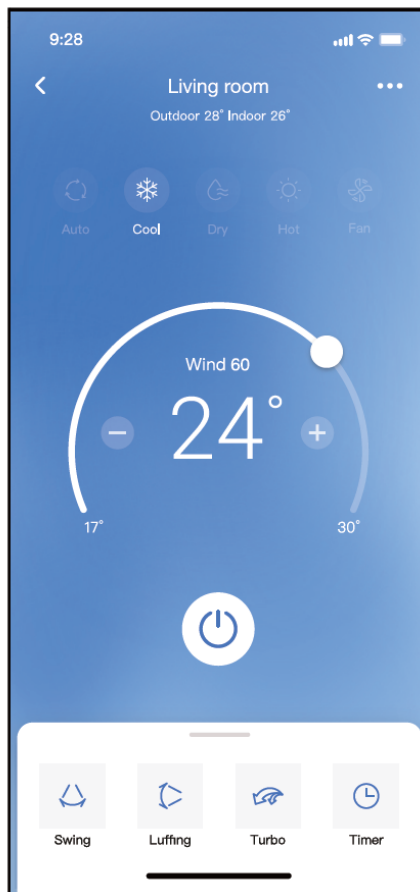 9:28
Living room
Outdoor 28° Indoor 26°
Auto Cool Dry Hot Fan
Wind 60
24°
17° 30°
Swing Luffing Turbo Timer